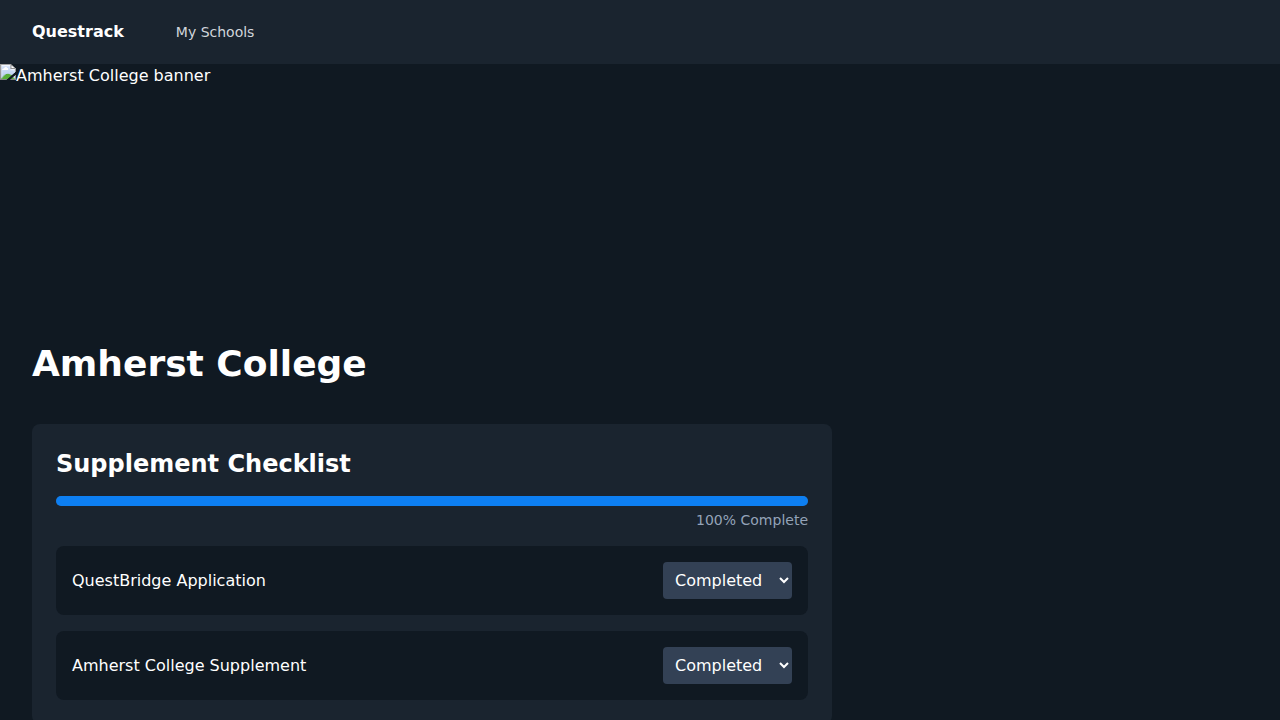 Questrack
My Schools
Amherst College banner
Amherst College
Supplement Checklist
100% Complete
QuestBridge Application
Completed
Amherst College Supplement
Completed